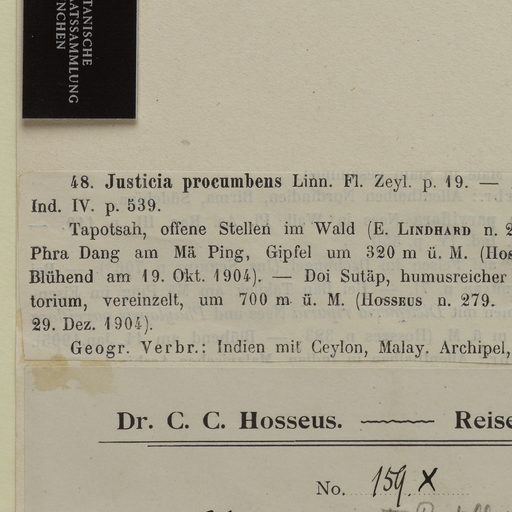 TANISCHE
ATSSAMMLUNG
NCHEN
48. Justicia procumbens Linn. Fl. Zeyl. p. 19. —
Ind. IV. p. 539.
Tapotsah, offene Stellen im Wald (E. LINDHARD n. 2
Phra Dang am Mä Ping, Gipfel um 320 m ü. M. (Hos
Blühend am 19. Okt. 1904). — Doi Sutäp, humusreicher
torium, vereinzelt, um 700 m ü. M. (HOSSEUS n. 279.
29. Dez. 1904).
Geogr. Verbr.: Indien mit Ceylon, Malay. Archipel,
Dr. C. C. Hosseus. — Reise
No. 159. X